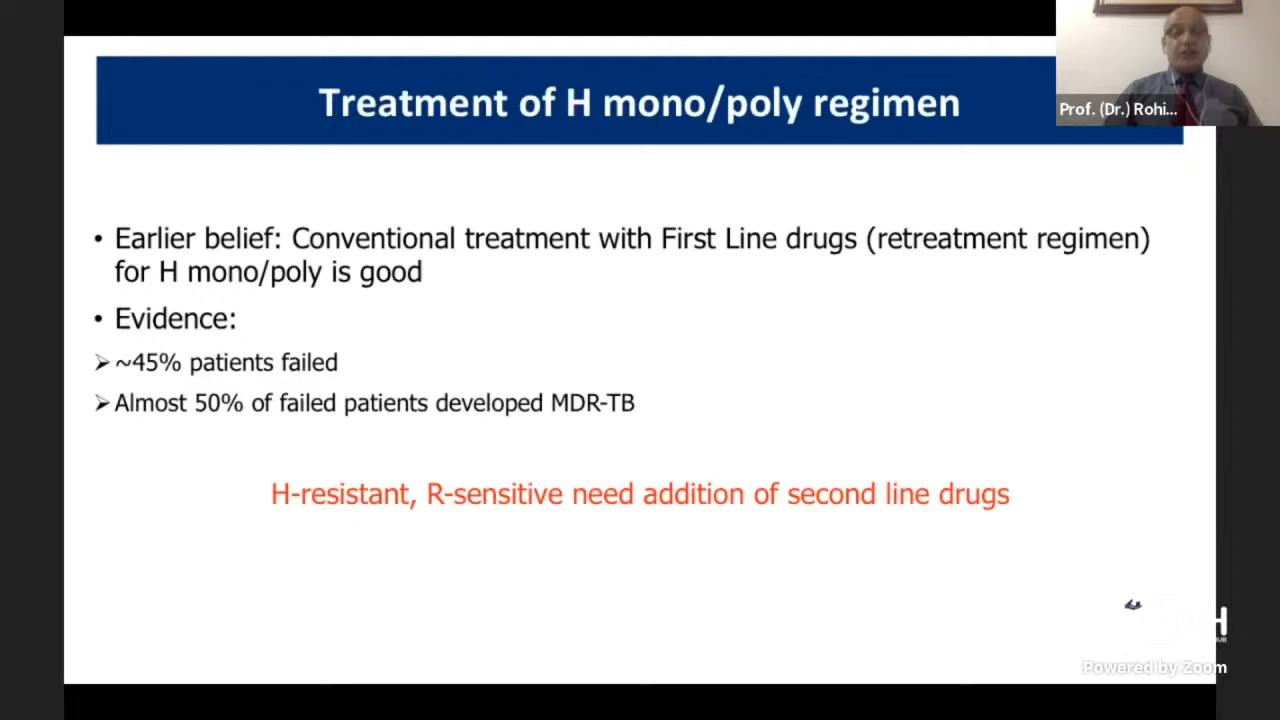 Treatment of H mono/poly regimen
Prof. (Dr.) Rohi...
• Earlier belief: Conventional treatment with First Line drugs (retreatment regimen)
for H mono/poly is good
• Evidence:
➢ ~45% patients failed
➢ Almost 50% of failed patients developed MDR-TB
H-resistant, R-sensitive need addition of second line drugs
H
UB
Powered by Zoom